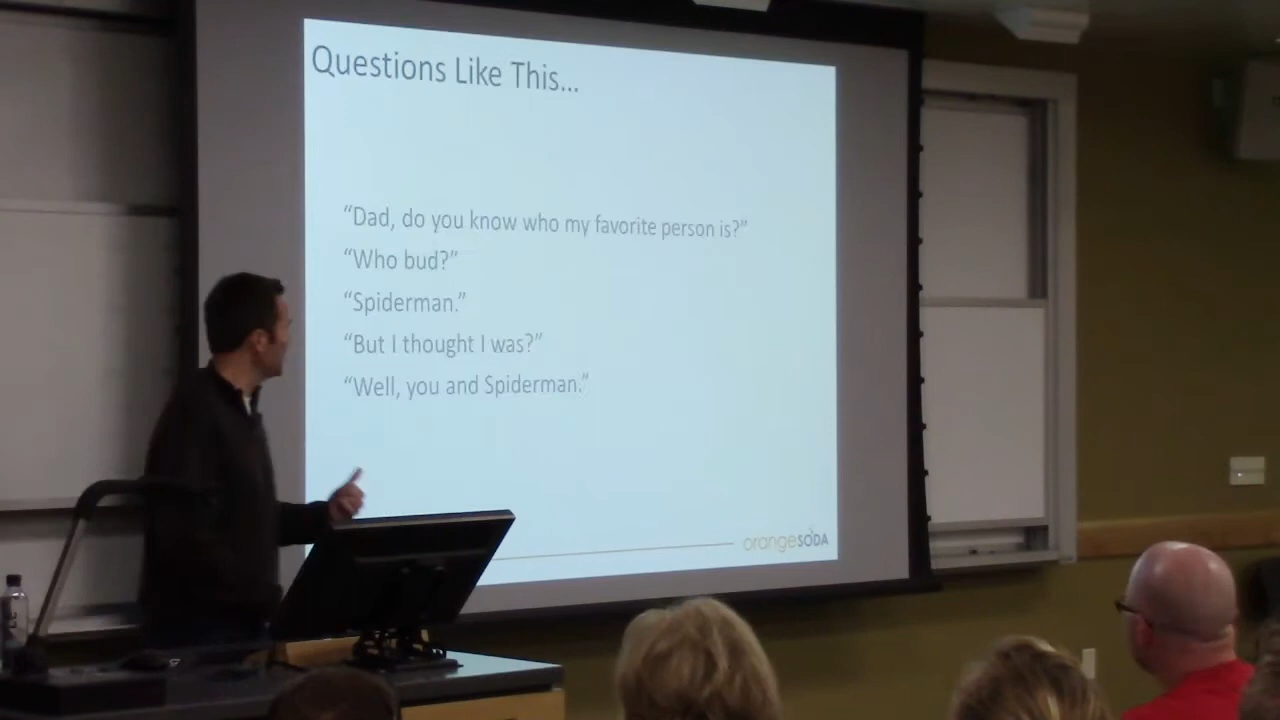 Questions Like This...
“Dad, do you know who my favorite person is?”
“Who bud?”
“Spiderman.”
“But I thought I was?”
“Well, you and Spiderman.”
orangeSODA